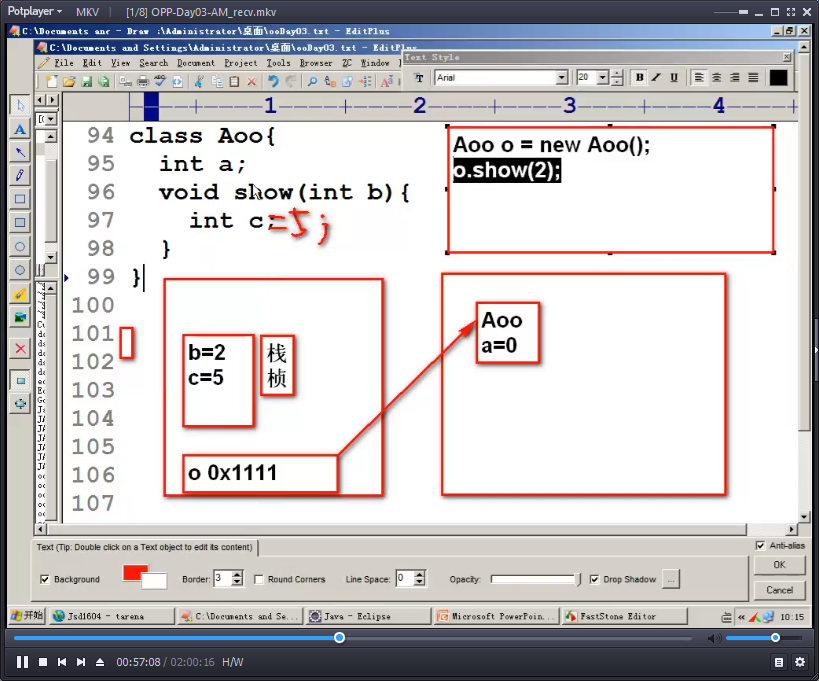 Potplayer MKV [1/8] OPP-Day03-AM_recv.mkv
C:\Documents anc - Draw :\Administrator\桌面\ooDay03.txt - EditPlus
C:\Documents and Settings\Administrator\桌面\ooDay03.txt - EditPlus
File Edit View Search Document Project Tools Browser ZC Window
Text Style
Arial 20 B I U
1 2 3 4
94 class Aoo{
95 int a;
96 void show(int b){
97 int c;=5;
98 }
99 }
100
101
102
103
104
105
106
107
Aoo o = new Aoo();
o.show(2);
b=2
c=5
栈
桢
o 0x1111
Aoo
a=0
Text (Tip: Double click on a Text object to edit its content)
Anti-alias
Background Border: 3 Round Corners Line Space: 0 Opacity: Drop Shadow ...
OK
Cancel
开始 Jsd1604 - tarena C:\Documents and Se... Java - Eclipse Microsoft PowerPoin... FastStone Editor « 10:15
00:57:08 / 02:00:16 H/W